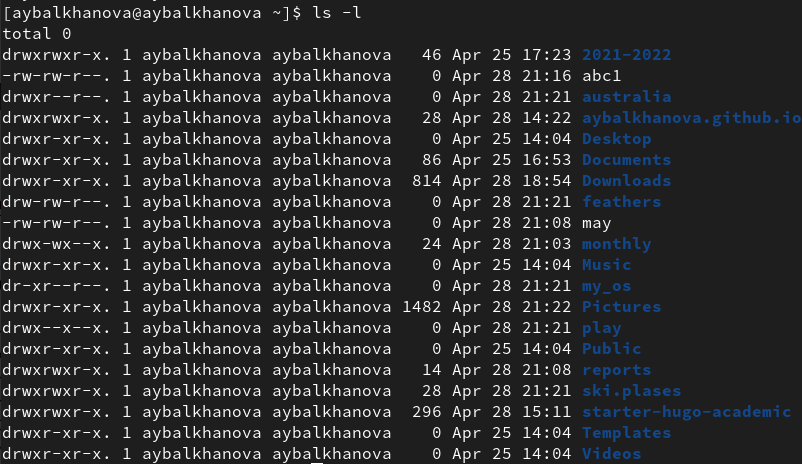 [aybalkhanova@aybalkhanova ~]$ ls -l
total 0
drwxrwxr-x. 1 aybalkhanova aybalkhanova   46 Apr 25 17:23 2021-2022
-rw-rw-r--. 1 aybalkhanova aybalkhanova    0 Apr 28 21:16 abc1
drwxr--r--. 1 aybalkhanova aybalkhanova    0 Apr 28 21:21 australia
drwxrwxr-x. 1 aybalkhanova aybalkhanova   28 Apr 28 14:22 aybalkhanova.github.io
drwxr-xr-x. 1 aybalkhanova aybalkhanova    0 Apr 25 14:04 Desktop
drwxr-xr-x. 1 aybalkhanova aybalkhanova   86 Apr 25 16:53 Documents
drwxr-xr-x. 1 aybalkhanova aybalkhanova  814 Apr 28 18:54 Downloads
drw-rw-r--. 1 aybalkhanova aybalkhanova    0 Apr 28 21:21 feathers
-rw-rw-r--. 1 aybalkhanova aybalkhanova    0 Apr 28 21:08 may
drwx-wx--x. 1 aybalkhanova aybalkhanova   24 Apr 28 21:03 monthly
drwxr-xr-x. 1 aybalkhanova aybalkhanova    0 Apr 25 14:04 Music
dr-xr--r--. 1 aybalkhanova aybalkhanova    0 Apr 28 21:21 my_os
drwxr-xr-x. 1 aybalkhanova aybalkhanova 1482 Apr 28 21:22 Pictures
drwx--x--x. 1 aybalkhanova aybalkhanova    0 Apr 28 21:21 play
drwxr-xr-x. 1 aybalkhanova aybalkhanova    0 Apr 25 14:04 Public
drwxrwxr-x. 1 aybalkhanova aybalkhanova   14 Apr 28 21:08 reports
drwxrwxr-x. 1 aybalkhanova aybalkhanova   28 Apr 28 21:21 ski.plases
drwxrwxr-x. 1 aybalkhanova aybalkhanova  296 Apr 28 15:11 starter-hugo-academic
drwxr-xr-x. 1 aybalkhanova aybalkhanova    0 Apr 25 14:04 Templates
drwxr-xr-x. 1 aybalkhanova aybalkhanova    0 Apr 25 14:04 Videos